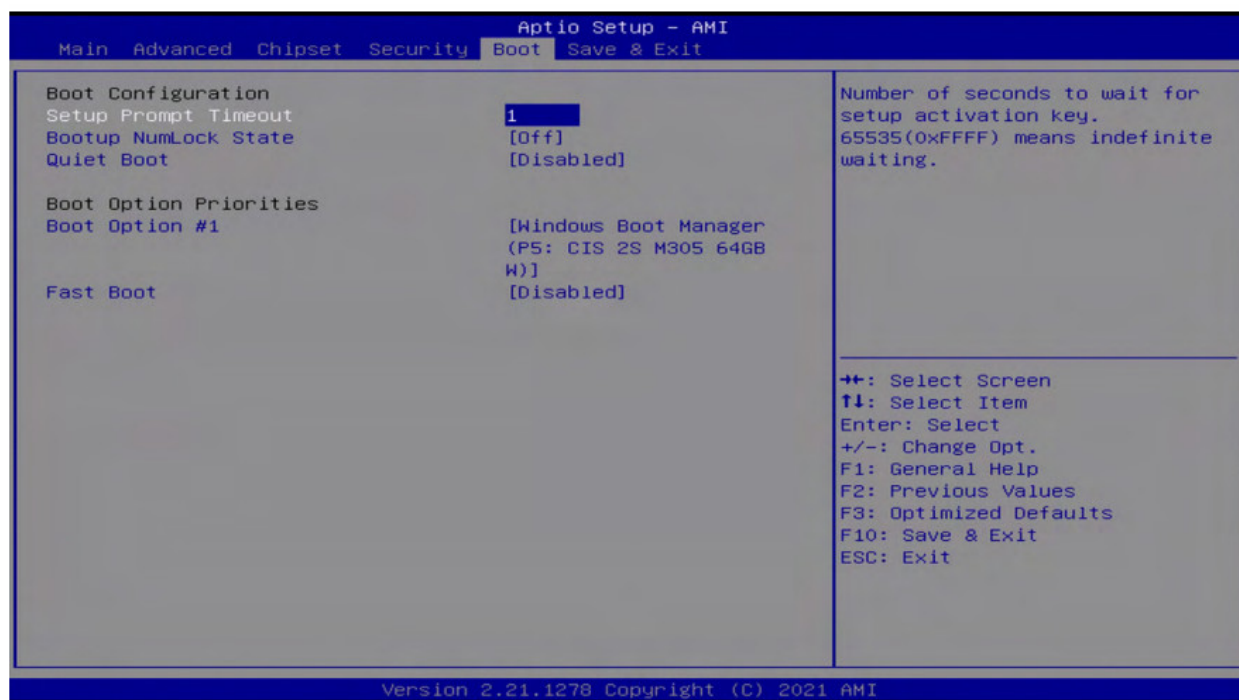 Aptio Setup – AMI
Main Advanced Chipset Security Boot Save & Exit
Boot Configuration
Setup Prompt Timeout 1
Bootup NumLock State [Off]
Quiet Boot [Disabled]
Boot Option Priorities
Boot Option #1 [Windows Boot Manager
(P5: CIS 2S M305 64GB
W)]
Fast Boot [Disabled]
Number of seconds to wait for
setup activation key.
65535(0xFFFF) means indefinite
waiting.
→←: Select Screen
↑↓: Select Item
Enter: Select
+/-: Change Opt.
F1: General Help
F2: Previous Values
F3: Optimized Defaults
F10: Save & Exit
ESC: Exit
Version 2.21.1278 Copyright (C) 2021 AMI